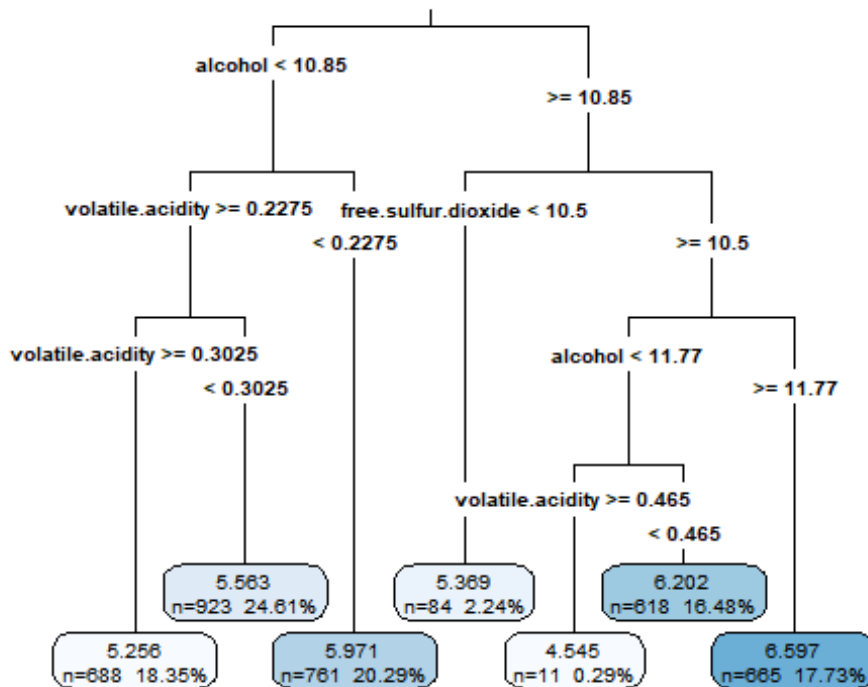 alcohol < 10.85
>= 10.85
volatile.acidity >= 0.2275
free.sulfur.dioxide < 10.5
< 0.2275
>= 10.5
volatile.acidity >= 0.3025
alcohol < 11.77
< 0.3025
>= 11.77
volatile.acidity >= 0.465
< 0.465
5.563
n=923 24.61%
5.369
n=84 2.24%
6.202
n=618 16.48%
5.256
n=688 18.35%
5.971
n=761 20.29%
4.545
n=11 0.29%
6.597
n=665 17.73%